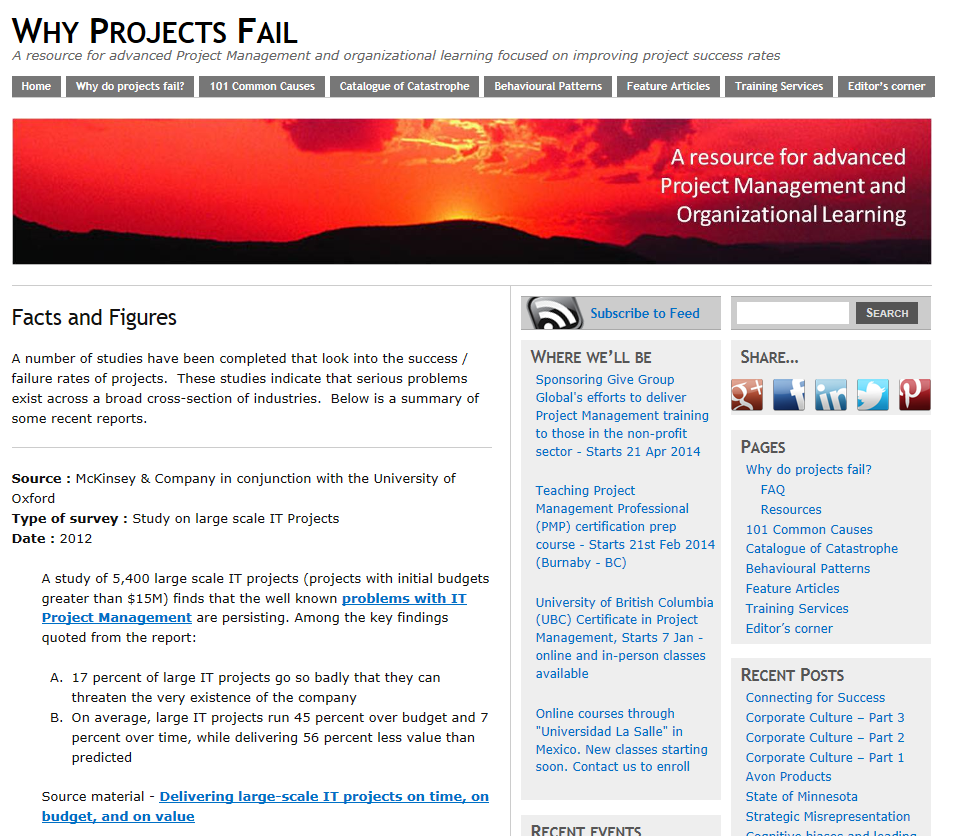 Why Projects Fail
A resource for advanced Project Management and organizational learning focused on improving project success rates
Home
Why do projects fail?
101 Common Causes
Catalogue of Catastrophe
Behavioural Patterns
Feature Articles
Training Services
Editor's corner
A resource for advanced
Project Management and
Organizational Learning
Facts and Figures
A number of studies have been completed that look into the success /
failure rates of projects.  These studies indicate that serious problems
exist across a broad cross-section of industries.  Below is a summary of
some recent reports.
Source : McKinsey & Company in conjunction with the University of
Oxford
Type of survey : Study on large scale IT Projects
Date : 2012
A study of 5,400 large scale IT projects (projects with initial budgets
greater than $15M) finds that the well known problems with IT
Project Management are persisting. Among the key findings
quoted from the report:
A. 17 percent of large IT projects go so badly that they can
threaten the very existence of the company
B. On average, large IT projects run 45 percent over budget and 7
percent over time, while delivering 56 percent less value than
predicted
Source material - Delivering large-scale IT projects on time, on
budget, and on value
Subscribe to Feed
Where we'll be
Sponsoring Give Group
Global's efforts to deliver
Project Management training
to those in the non-profit
sector - Starts 21 Apr 2014
Teaching Project
Management Professional
(PMP) certification prep
course - Starts 21st Feb 2014
(Burnaby - BC)
University of British Columbia
(UBC) Certificate in Project
Management, Starts 7 Jan -
online and in-person classes
available
Online courses through
"Universidad La Salle" in
Mexico. New classes starting
soon. Contact us to enroll
Recent events
Search
Share...
Pages
Why do projects fail?
FAQ
Resources
101 Common Causes
Catalogue of Catastrophe
Behavioural Patterns
Feature Articles
Training Services
Editor's corner
Recent Posts
Connecting for Success
Corporate Culture – Part 3
Corporate Culture – Part 2
Corporate Culture – Part 1
Avon Products
State of Minnesota
Strategic Misrepresentation
Cognitive biases and leading